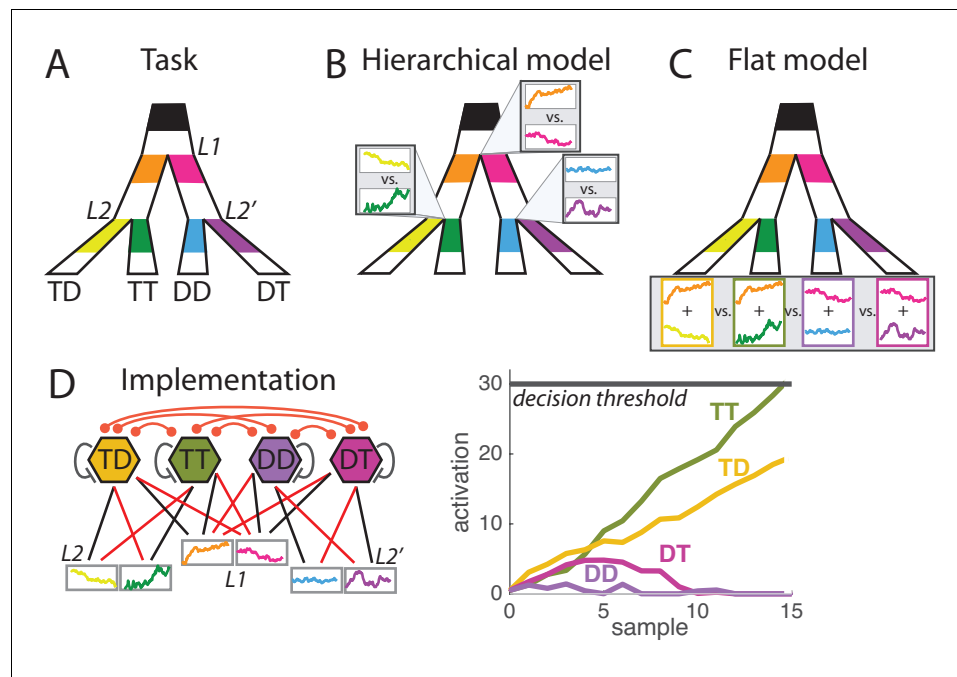 A Task
L1
L2 L2'
TD TT DD DT
B Hierarchical model
vs.
vs. vs.
C Flat model
+ vs. + vs. + vs. +
D Implementation
TD TT DD DT
L2 L1 L2'
30
decision threshold
TT
TD
20
activation
10
DT
DD
0
0 5 10 15
sample